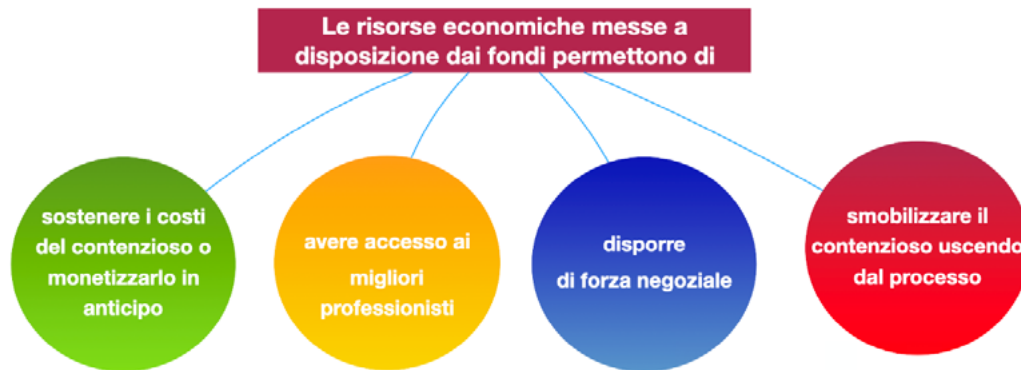 Le risorse economiche messe a
disposizione dai fondi permettono di
sostenere i costi
del contenzioso o
monetizzarlo in
anticipo
avere accesso ai
migliori
professionisti
disporre
di forza negoziale
smobilizzare il
contenzioso uscendo
dal processo